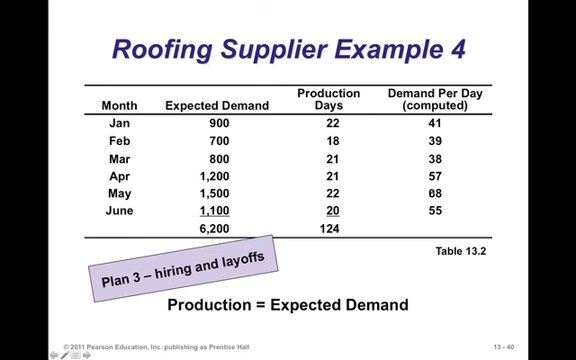 Roofing Supplier Example 4
Production Demand Per Day
Month Expected Demand Days (computed)
Jan 900 22 41
Feb 700 18 39
Mar 800 21 38
Apr 1,200 21 57
May 1,500 22 68
June 1,100 20 55
6,200 124
Table 13.2
Plan 3 – hiring and layoffs
Production = Expected Demand
© 2011 Pearson Education, Inc. publishing as Prentice Hall 13 - 40